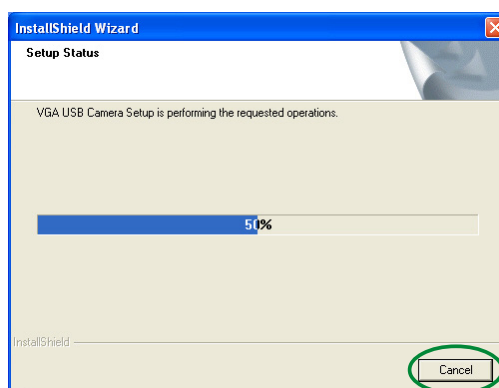 InstallShield Wizard
Setup Status
VGA USB Camera Setup is performing the requested operations.
50%
InstallShield
Cancel